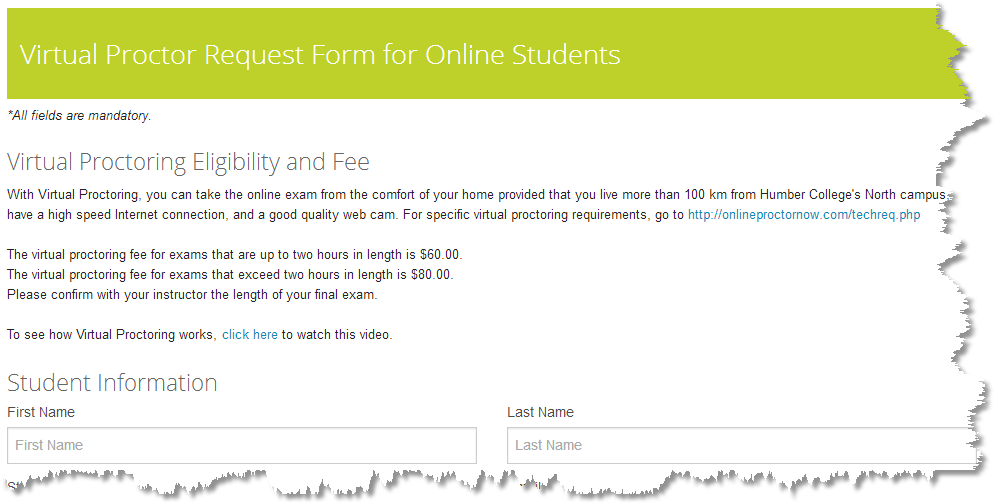 Virtual Proctor Request Form for Online Students
*All fields are mandatory.
Virtual Proctoring Eligibility and Fee
With Virtual Proctoring, you can take the online exam from the comfort of your home provided that you live more than 100 km from Humber College's North campus,
have a high speed Internet connection, and a good quality web cam. For specific virtual proctoring requirements, go to http://onlineproctornow.com/techreq.php
The virtual proctoring fee for exams that are up to two hours in length is $60.00.
The virtual proctoring fee for exams that exceed two hours in length is $80.00.
Please confirm with your instructor the length of your final exam.
To see how Virtual Proctoring works, click here to watch this video.
Student Information
First Name
Last Name
First Name
Last Name